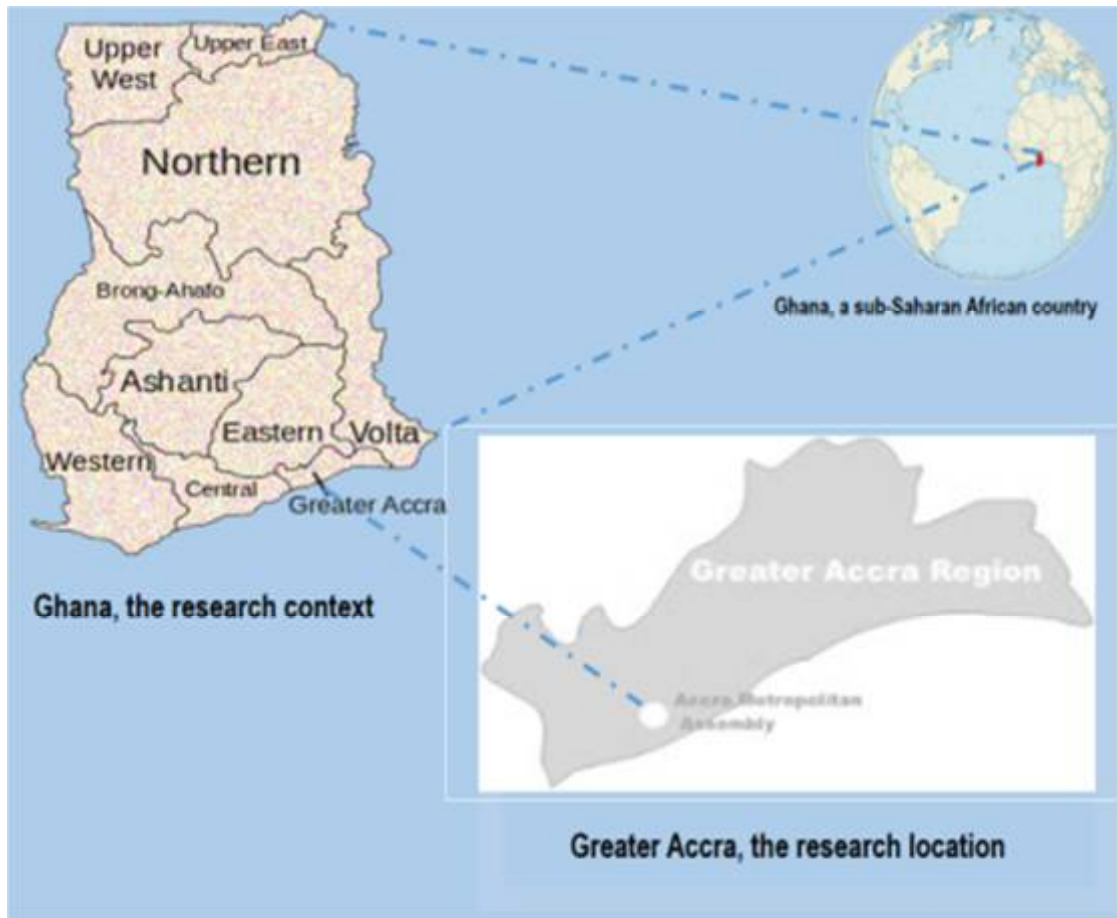 Upper
West
Upper East
Northern
Brong-Ahafo
Ashanti
Eastern
Volta
Western
Central
Greater Accra
Ghana, a sub-Saharan African country
Ghana, the research context
Greater Accra Region
Accra Metropolitan
Assembly
Greater Accra, the research location